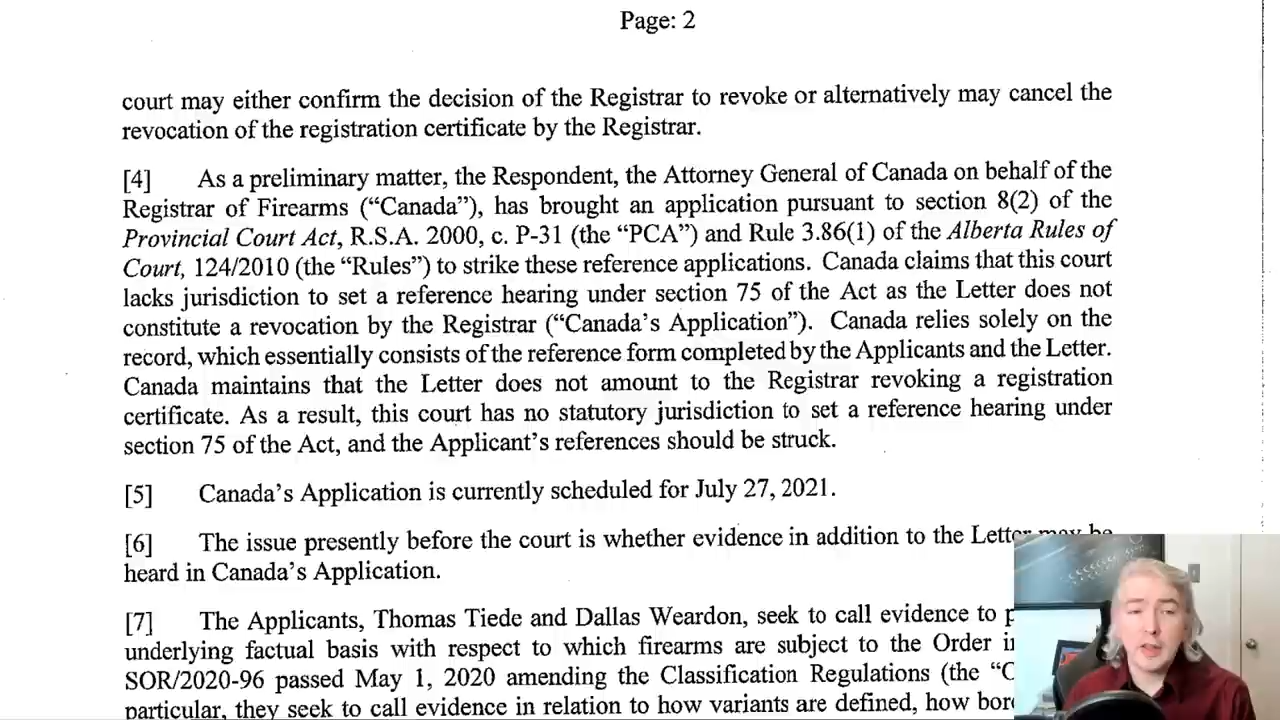 Page: 2
court may either confirm the decision of the Registrar to revoke or alternatively may cancel the
revocation of the registration certificate by the Registrar.
[4] As a preliminary matter, the Respondent, the Attorney General of Canada on behalf of the
Registrar of Firearms (“Canada”), has brought an application pursuant to section 8(2) of the
Provincial Court Act, R.S.A. 2000, c. P-31 (the “PCA”) and Rule 3.86(1) of the Alberta Rules of
Court, 124/2010 (the “Rules”) to strike these reference applications. Canada claims that this court
lacks jurisdiction to set a reference hearing under section 75 of the Act as the Letter does not
constitute a revocation by the Registrar (“Canada’s Application”). Canada relies solely on the
record, which essentially consists of the reference form completed by the Applicants and the Letter.
Canada maintains that the Letter does not amount to the Registrar revoking a registration
certificate. As a result, this court has no statutory jurisdiction to set a reference hearing under
section 75 of the Act, and the Applicant’s references should be struck.
[5] Canada’s Application is currently scheduled for July 27, 2021.
[6] The issue presently before the court is whether evidence in addition to the Letter may be
heard in Canada’s Application.
[7] The Applicants, Thomas Tiede and Dallas Weardon, seek to call evidence to
underlying factual basis with respect to which firearms are subject to the Order
SOR/2020-96 passed May 1, 2020 amending the Classification Regulations (the
particular, they seek to call evidence in relation to how variants are defined, how